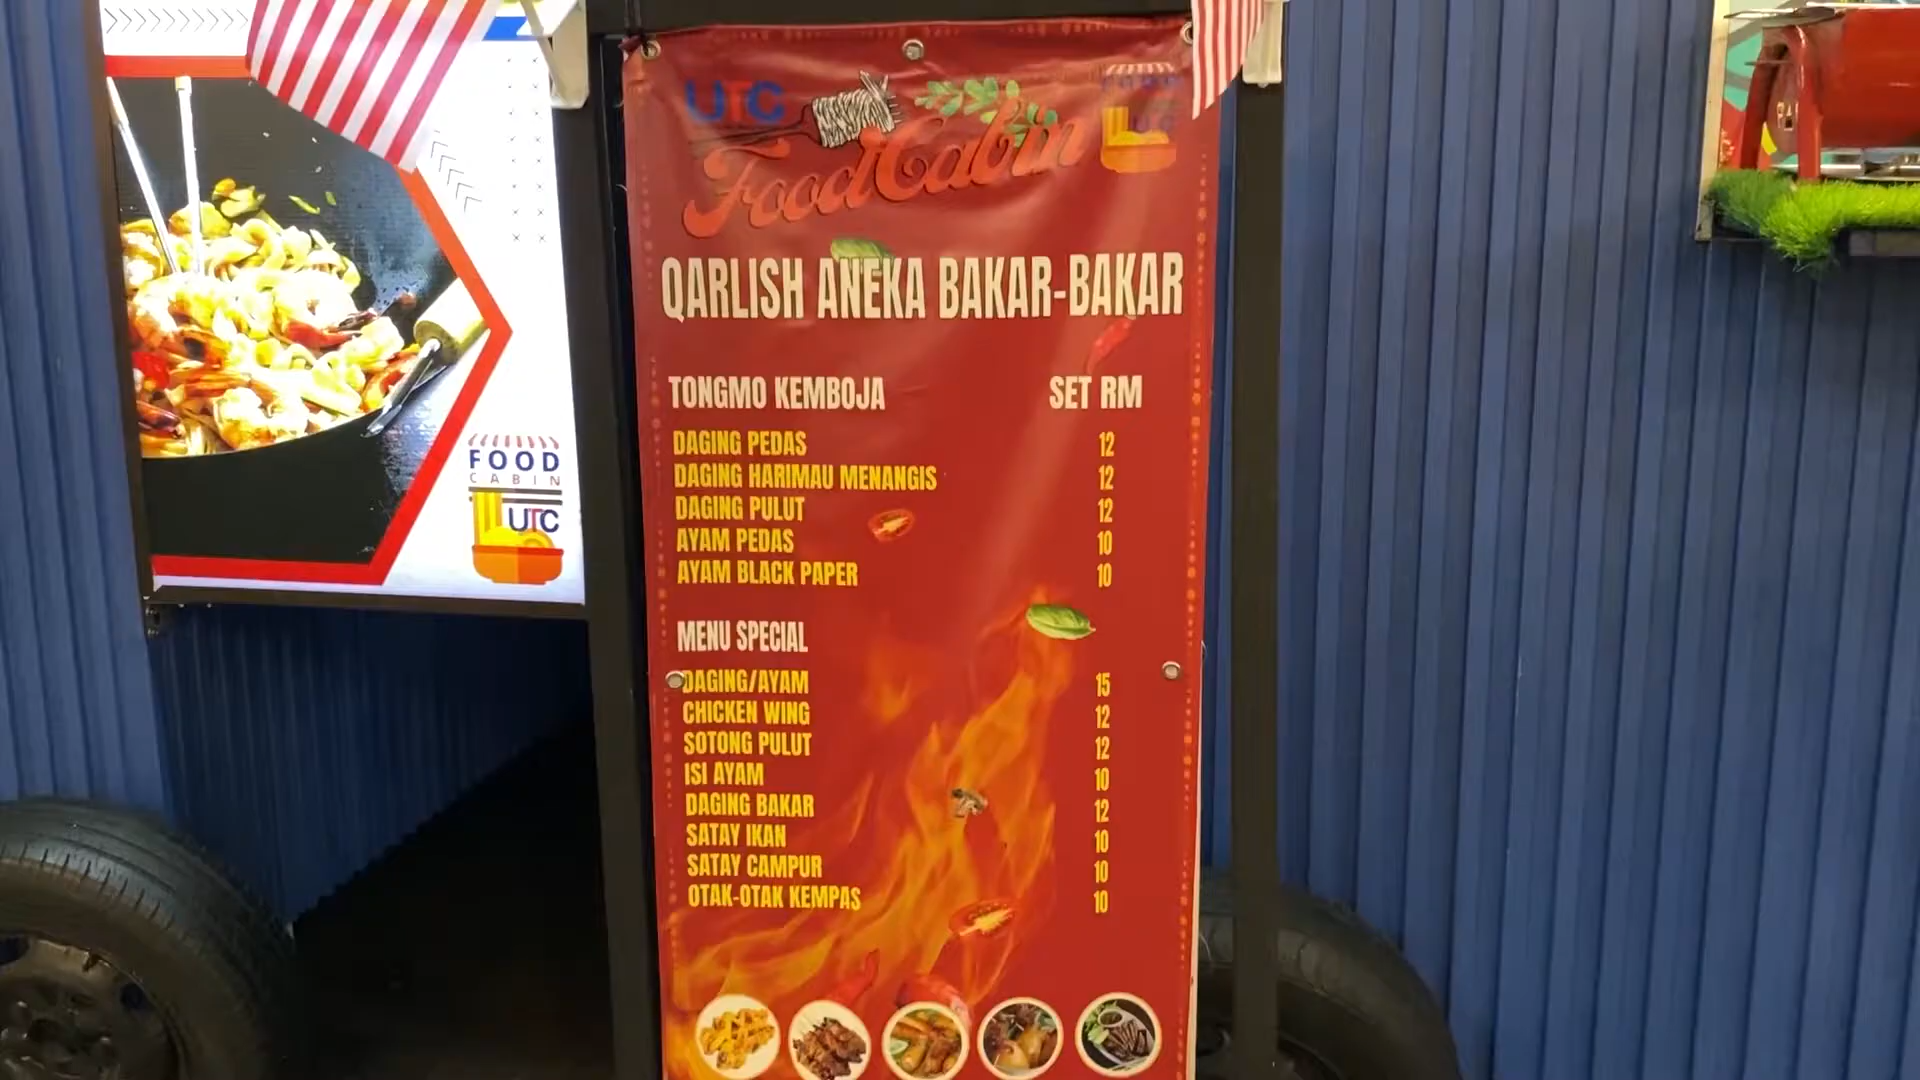 UTC
FoodCabin
QARLISH ANEKA BAKAR-BAKAR
TONGMO KEMBOJA SET RM
DAGING PEDAS 12
DAGING HARIMAU MENANGIS 12
DAGING PULUT 12
AYAM PEDAS 10
AYAM BLACK PAPER 10
MENU SPECIAL
DAGING/AYAM 15
CHICKEN WING 12
SOTONG PULUT 12
ISI AYAM 10
DAGING BAKAR 12
SATAY IKAN 10
SATAY CAMPUR 10
OTAK-OTAK KEMPAS 10
FOOD
CABIN
UTC